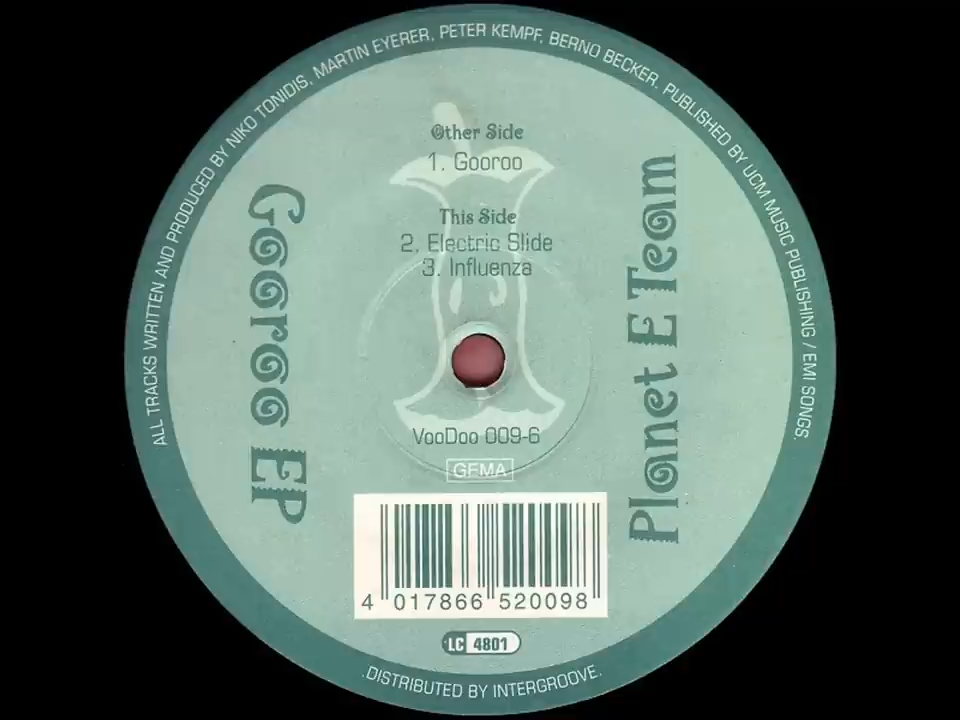 ALL TRACKS WRITTEN AND PRODUCED BY NIKO TONIDIS, MARTIN EYERER, PETER KEMPF, BERNO BECKER. PUBLISHED BY UCM MUSIC PUBLISHING / EMI SONGS.
Gooroo EP
Other Side
1. Gooroo
This Side
2. Electric Slide
3. Influenza
Planet E Team
VooDoo 009-6
GEMA
4 017866 520098
LC 4801
.DISTRIBUTED BY INTERGROOVE.